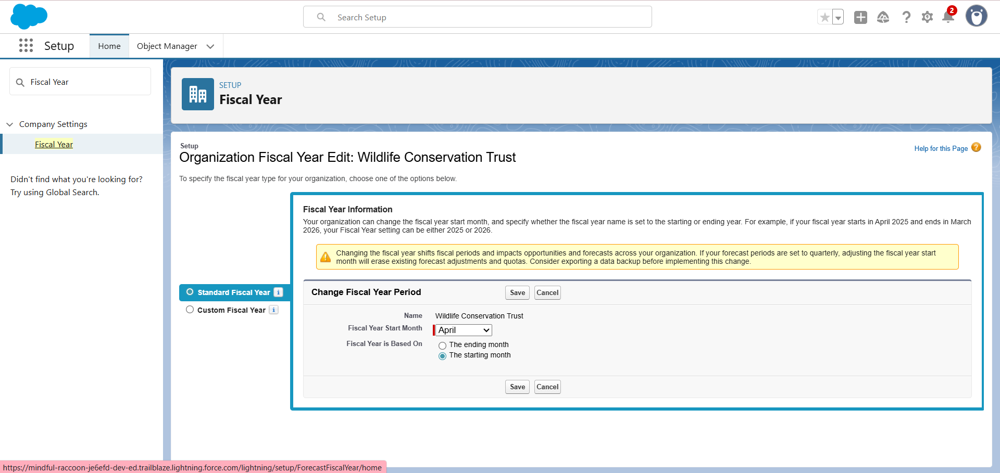 Search Setup
2
Setup
Home
Object Manager
Fiscal Year
Company Settings
Fiscal Year
Didn't find what you're looking for?
Try using Global Search.
SETUP
Fiscal Year
Setup
Organization Fiscal Year Edit: Wildlife Conservation Trust
Help for this Page ?
To specify the fiscal year type for your organization, choose one of the options below.
Standard Fiscal Year i
Custom Fiscal Year i
Fiscal Year Information
Your organization can change the fiscal year start month, and specify whether the fiscal year name is set to the starting or ending year. For example, if your fiscal year starts in April 2025 and ends in March
2026, your Fiscal Year setting can be either 2025 or 2026.
Changing the fiscal year shifts fiscal periods and impacts opportunities and forecasts across your organization. If your forecast periods are set to quarterly, adjusting the fiscal year start
month will erase existing forecast adjustments and quotas. Consider exporting a data backup before implementing this change.
Change Fiscal Year Period
Save
Cancel
Name
Wildlife Conservation Trust
Fiscal Year Start Month
April
Fiscal Year is Based On
The ending month
The starting month
Save
Cancel
https://mindful-raccoon-je6efd-dev-ed.trailblaze.lightning.force.com/lightning/setup/ForecastFiscalYear/home